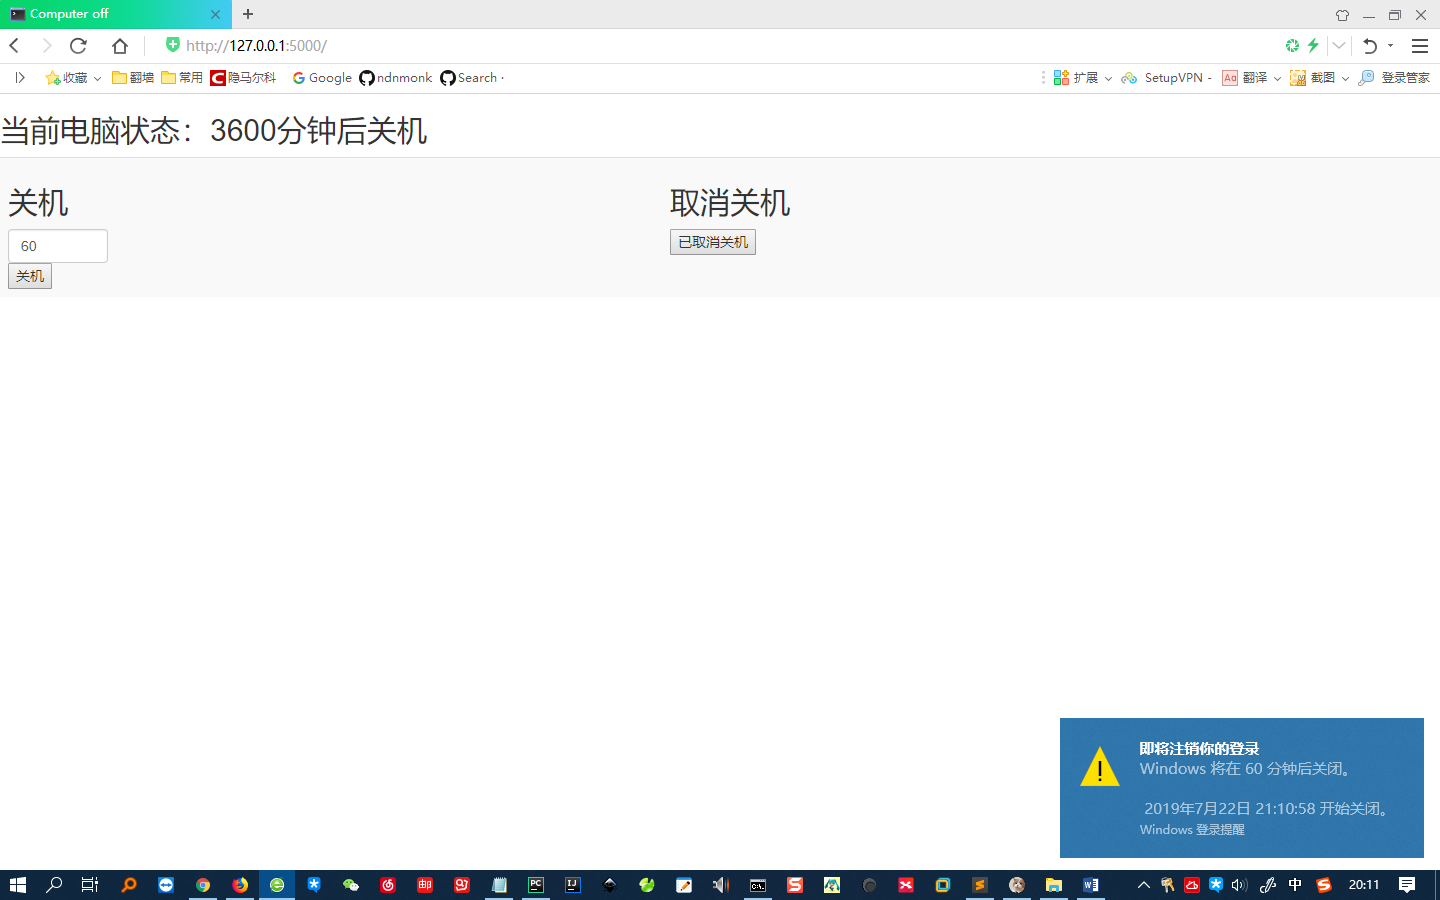 Computer off
http://127.0.0.1:5000/
收藏 翻墙 常用 隐马尔科 Google ndnmonk Search · 扩展 SetupVPN - Aa 翻译 截图 登录管家
当前电脑状态：3600分钟后关机
关机
取消关机
60
已取消关机
关机
即将注销你的登录
Windows 将在 60 分钟后关闭。
2019年7月22日 21:10:58 开始关闭。
Windows 登录提醒
中 20:11